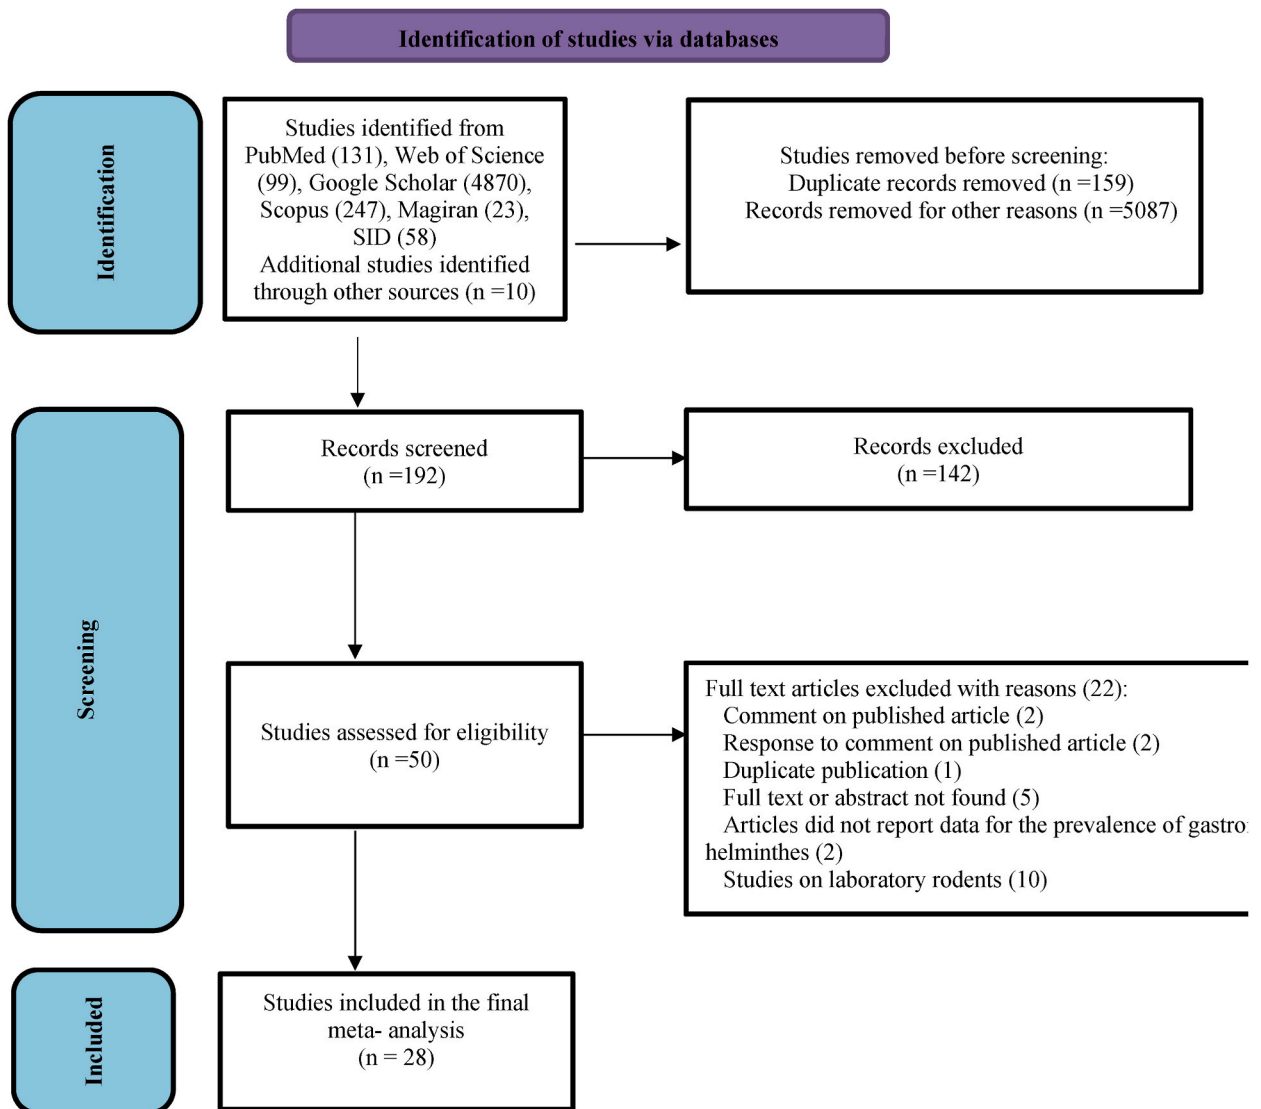 Identification of studies via databases
Identification
Studies identified from
PubMed (131), Web of Science
(99), Google Scholar (4870),
Scopus (247), Magiran (23),
SID (58)
Additional studies identified
through other sources (n =10)
Studies removed before screening:
Duplicate records removed (n =159)
Records removed for other reasons (n =5087)
Screening
Records screened
(n =192)
Records excluded
(n =142)
Studies assessed for eligibility
(n =50)
Full text articles excluded with reasons (22):
Comment on published article (2)
Response to comment on published article (2)
Duplicate publication (1)
Full text or abstract not found (5)
Articles did not report data for the prevalence of
helminthes (2)
Studies on laboratory rodents (10)
Included
Studies included in the final
meta- analysis
(n = 28)